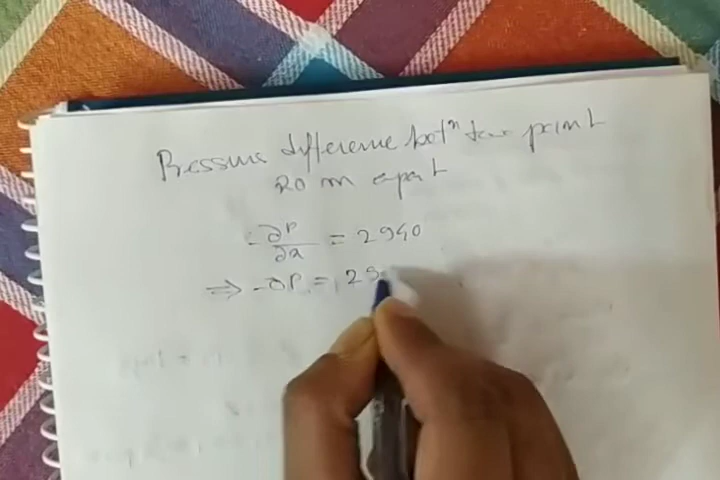 Pressure difference betⁿ two point
20 m apart
-∂P/∂x = 2940
⇒ -∂P = 29